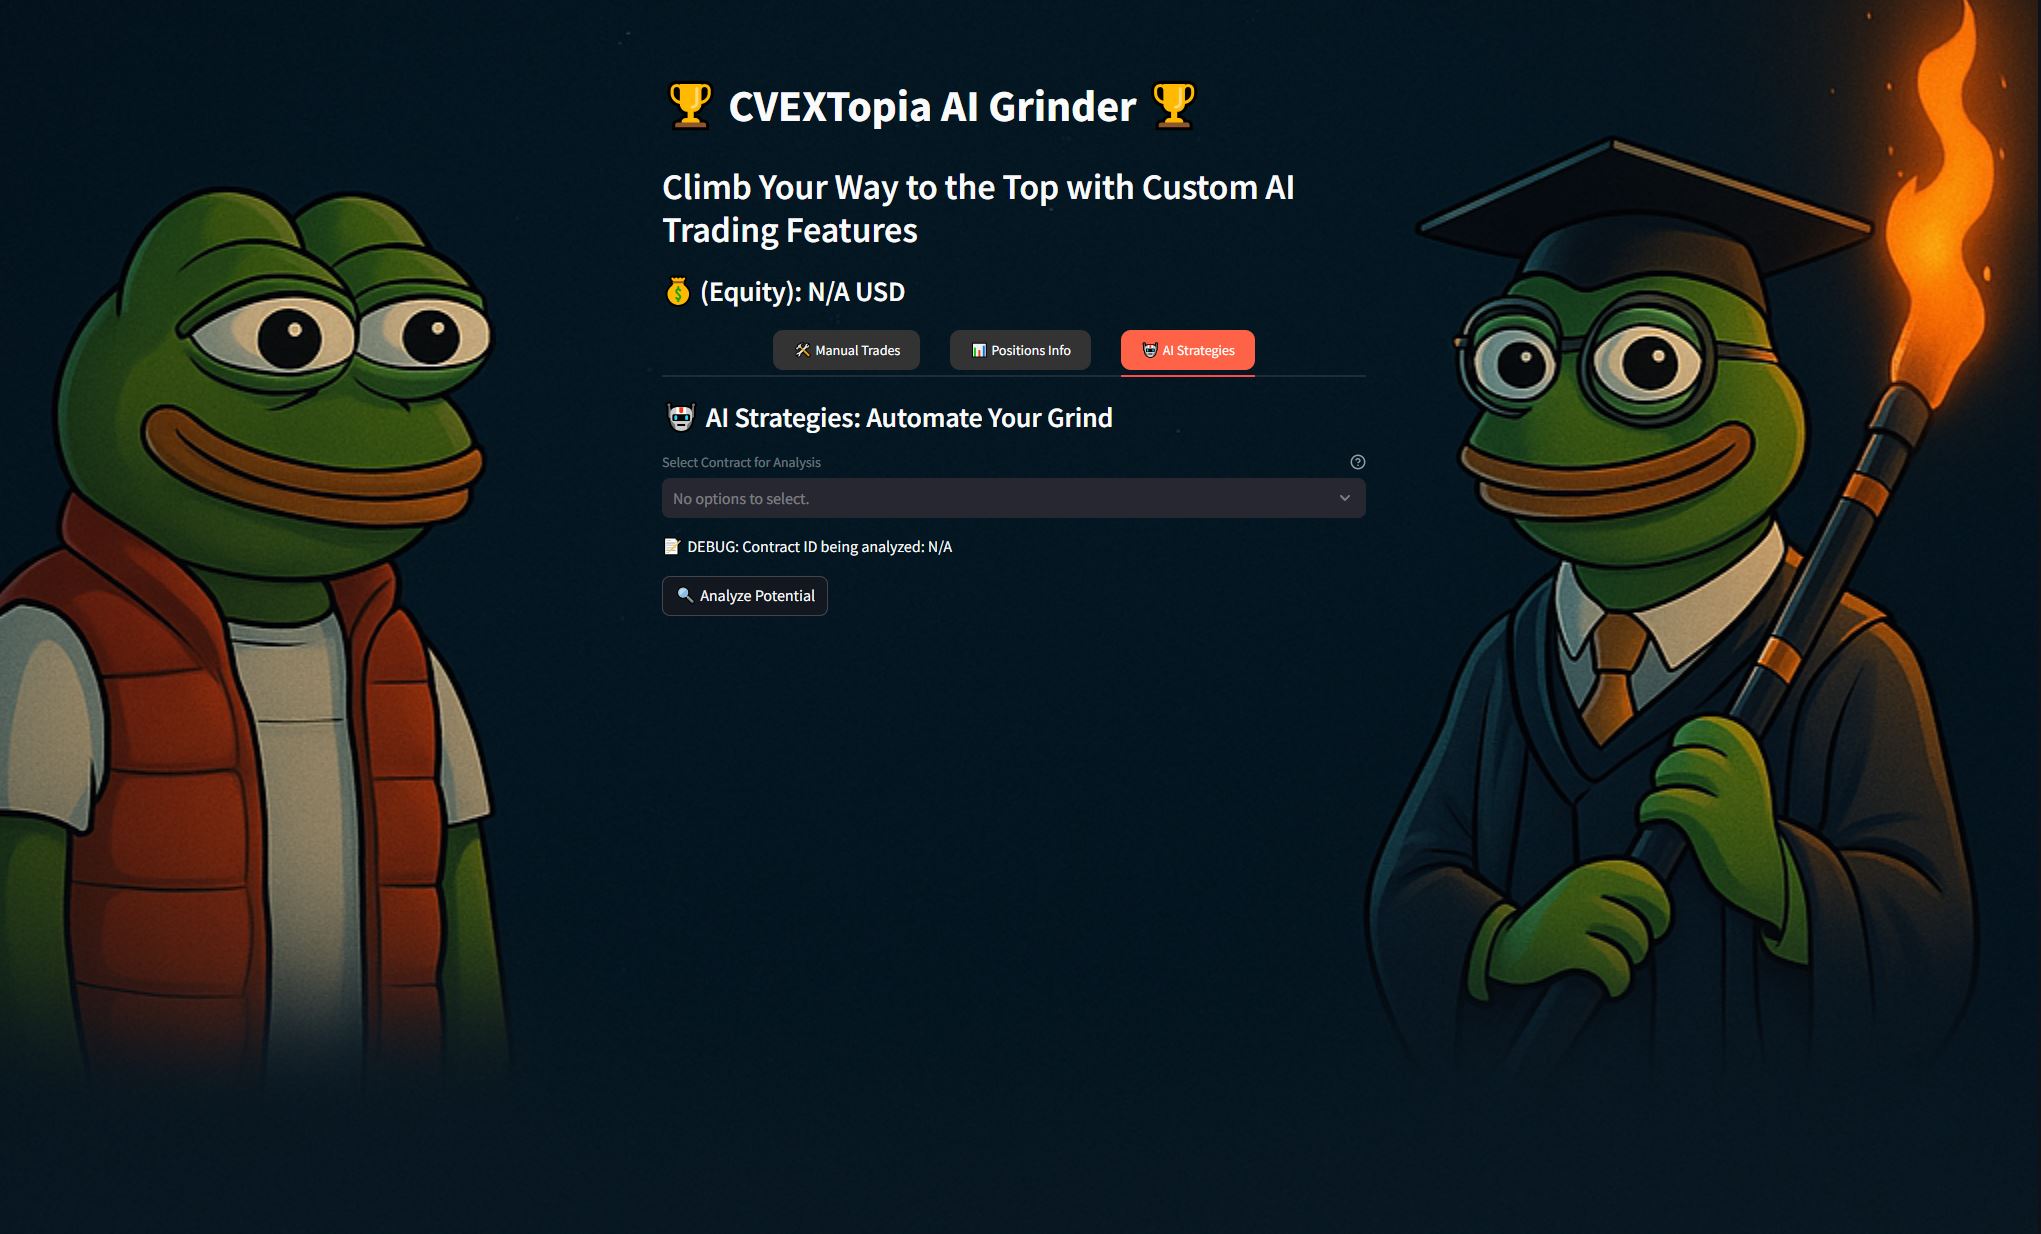 🏆 CVEXTopia AI Grinder 🏆
Climb Your Way to the Top with Custom AI
Trading Features
💰 (Equity): N/A USD
🛠️ Manual Trades
📊 Positions Info
🤖 AI Strategies
🤖 AI Strategies: Automate Your Grind
Select Contract for Analysis
No options to select.
📝 DEBUG: Contract ID being analyzed: N/A
🔍 Analyze Potential